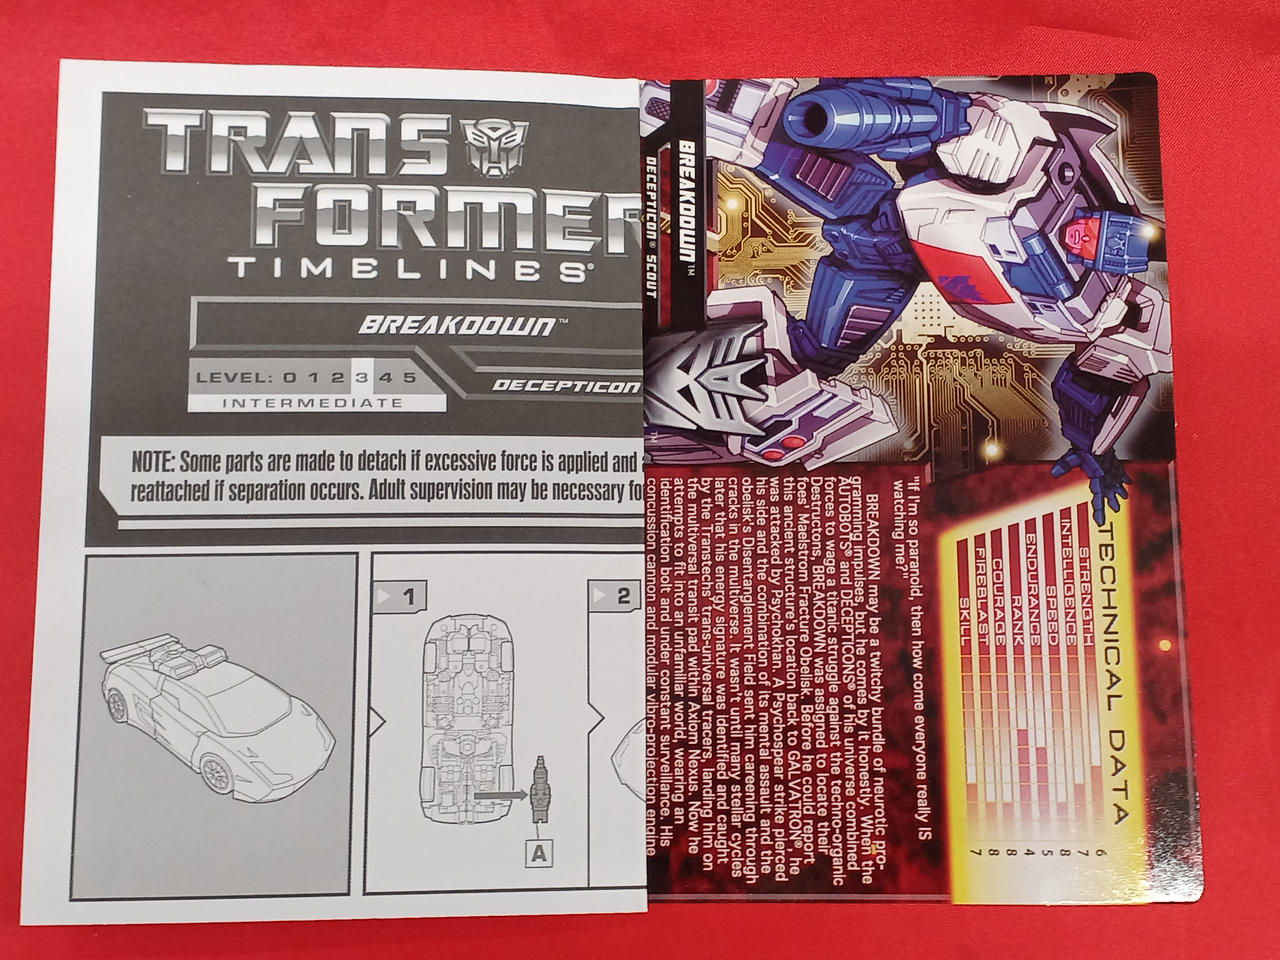 TRANS
FORMER
TIMELINES®
BREAKDOWN™
LEVEL: 0 1 2 3 4 5
INTERMEDIATE
DECEPTICON
NOTE: Some parts are made to detach if excessive force is applied and
reattached if separation occurs. Adult supervision may be necessary fo
1
2
A
BREAKDOWN™
DECEPTICON® SCOUT
TM
"If I'm so paranoid, then how come everyone really IS
watching me?"
BREAKDOWN may be a twitchy bundle of neurotic pro-
gramming impulses, but he comes by it honestly. When the
AUTOBOTS® and DECEPTICONS® of his universe combined
forces to wage a titanic struggle against the techno-organic
Destructons, BREAKDOWN was assigned to locate their
foes' Maelstrom Fracture Obelisk. Before he could report
this ancient structure's location back to GALVATRON®, he
was attacked by Psychokhan. A Psychospear strike pierced
his side and the combination of its mental assault and the
obelisk's Disentanglement Field sent him careening through
cracks in the multiverse. It wasn't until many stellar cycles
later that his energy signature was identified and caught
by the Transtechs' trans-universal tracers, landing him on
the multiversal transit pad within Axiom Nexus. Now he
attempts to fit into an unfamiliar world, wearing an
identification bolt and under constant surveillance. His
concussion cannon and modular vibro-projection engine
TECHNICAL DATA
STRENGTH 6
INTELLIGENCE 7
SPEED 8
ENDURANCE 5
RANK 4
COURAGE 8
FIREBLAST 8
SKILL 7